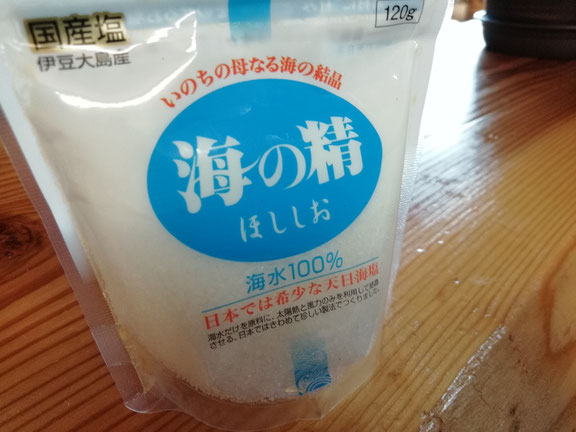 国産塩
伊豆大島産
120g
いのちの母なる海の結晶
海の精
ほししお
海水100%
日本では希少な天日海塩
海水だけを原料に、太陽熱と風力のみを利用して結晶
させる、日本ではきわめて珍しい製法でつくりました。